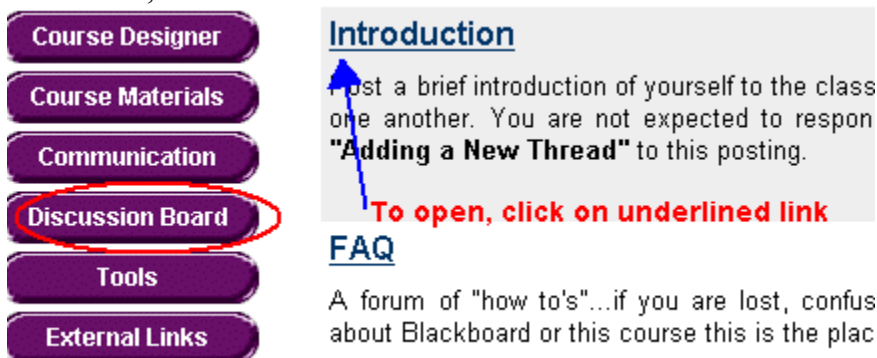 Course Designer
Course Materials
Communication
Discussion Board
Tools
External Links
Introduction
Post a brief introduction of yourself to the class
one another. You are not expected to respon
"Adding a New Thread" to this posting.
To open, click on underlined link
FAQ
A forum of "how to's"...if you are lost, confus
about Blackboard or this course this is the plac